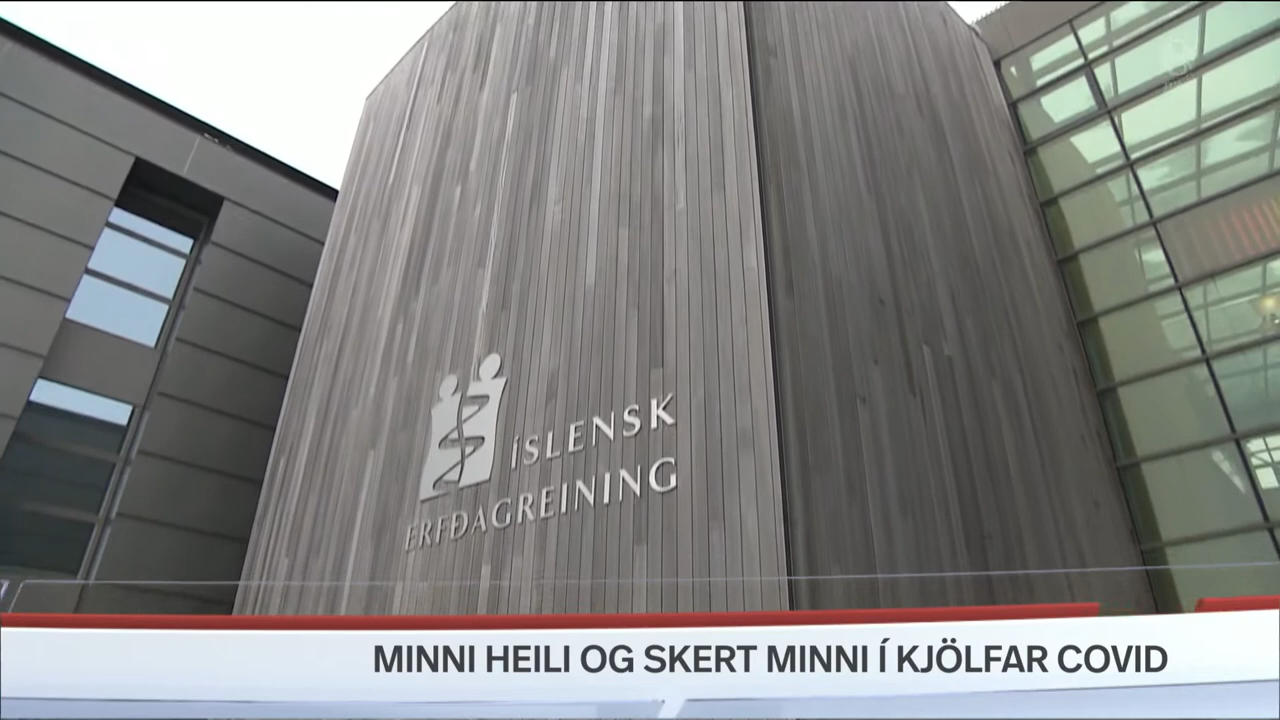 ÍSLENSK
ERFÐAGREINING
MINNI HEILI OG SKERT MINNI Í KJÖLFAR COVID